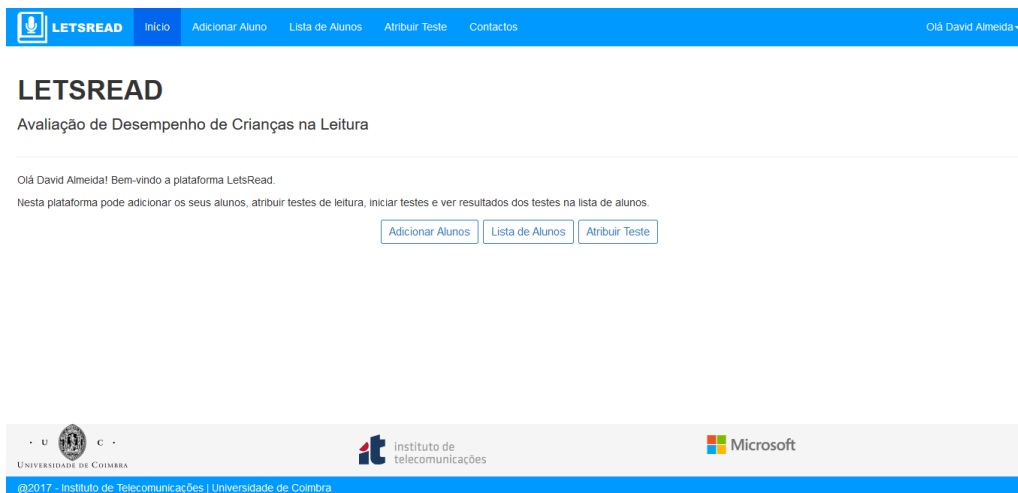 LETSREAD Início Adicionar Aluno Lista de Alunos Atribuir Teste Contactos Olá David Almeida
LETSREAD
Avaliação de Desempenho de Crianças na Leitura
Olá David Almeida! Bem-vindo a plataforma LetsRead.
Nesta plataforma pode adicionar os seus alunos, atribuir testes de leitura, iniciar testes e ver resultados dos testes na lista de alunos.
Adicionar Alunos Lista de Alunos Atribuir Teste
· U C ·
UNIVERSIDADE DE COIMBRA
it instituto de
telecomunicações
Microsoft
@2017 - Instituto de Telecomunicações | Universidade de Coimbra